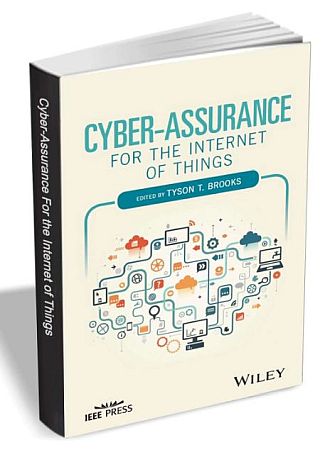 Cyber-Assurance For the Internet of Things
CYBER-ASSURANCE
FOR THE INTERNET
OF THINGS
EDITED BY TYSON T. BROOKS
IEEE PRESS
WILEY